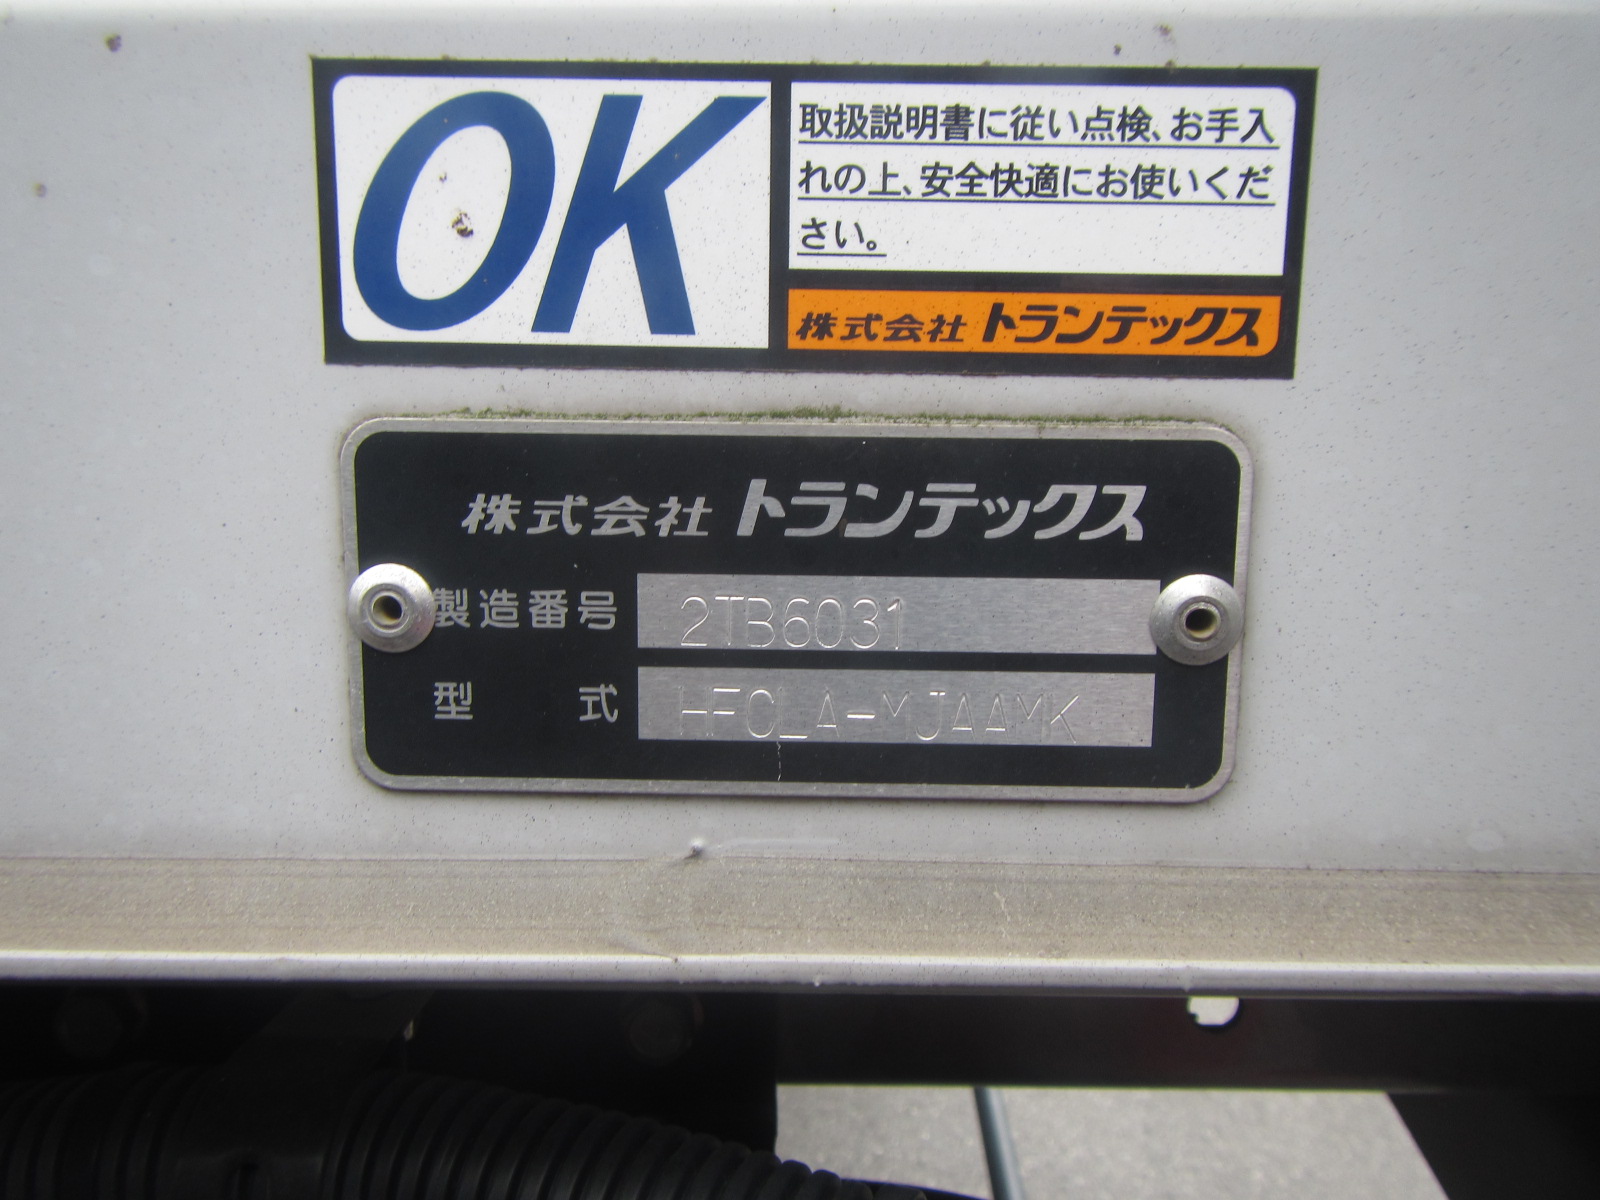 OK
取扱説明書に従い点検、お手入
れの上、安全快適にお使いくだ
さい。
株式会社 トランテックス
株式会社 トランテックス
製造番号 2TB6031
型式 HFCLA-MJAAMK